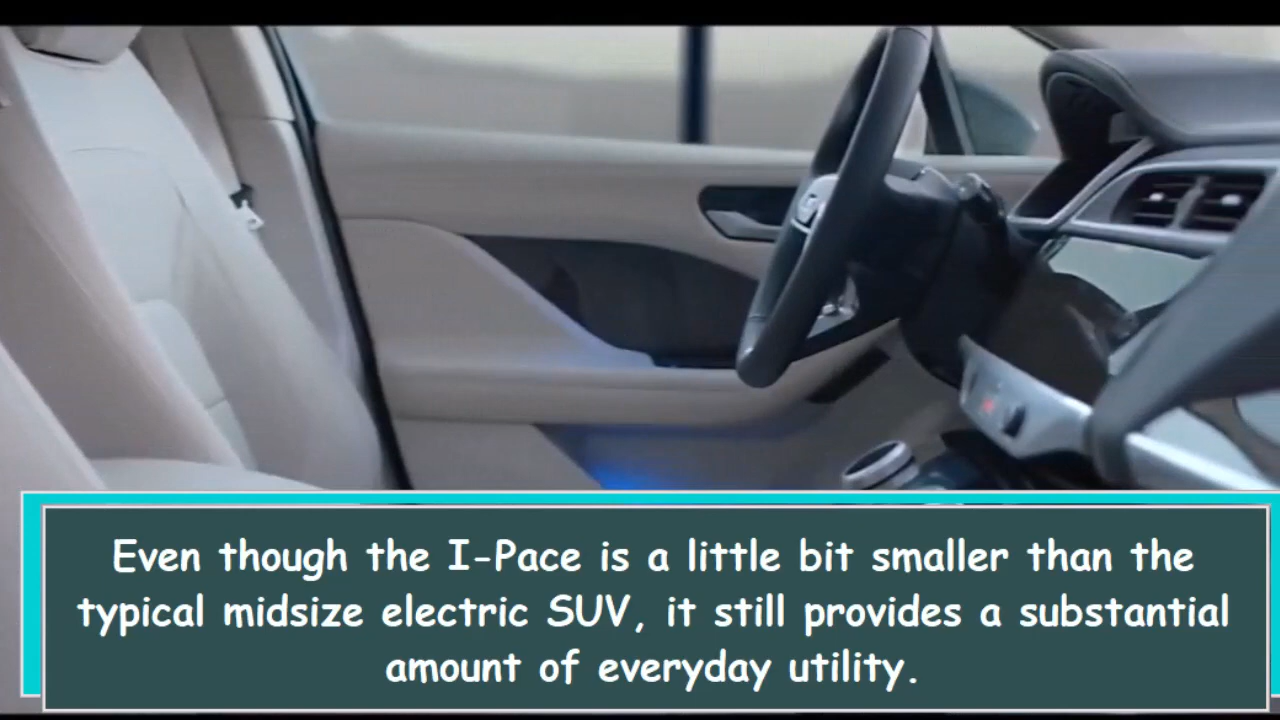 Even though the I-Pace is a little bit smaller than the
typical midsize electric SUV, it still provides a substantial
amount of everyday utility.